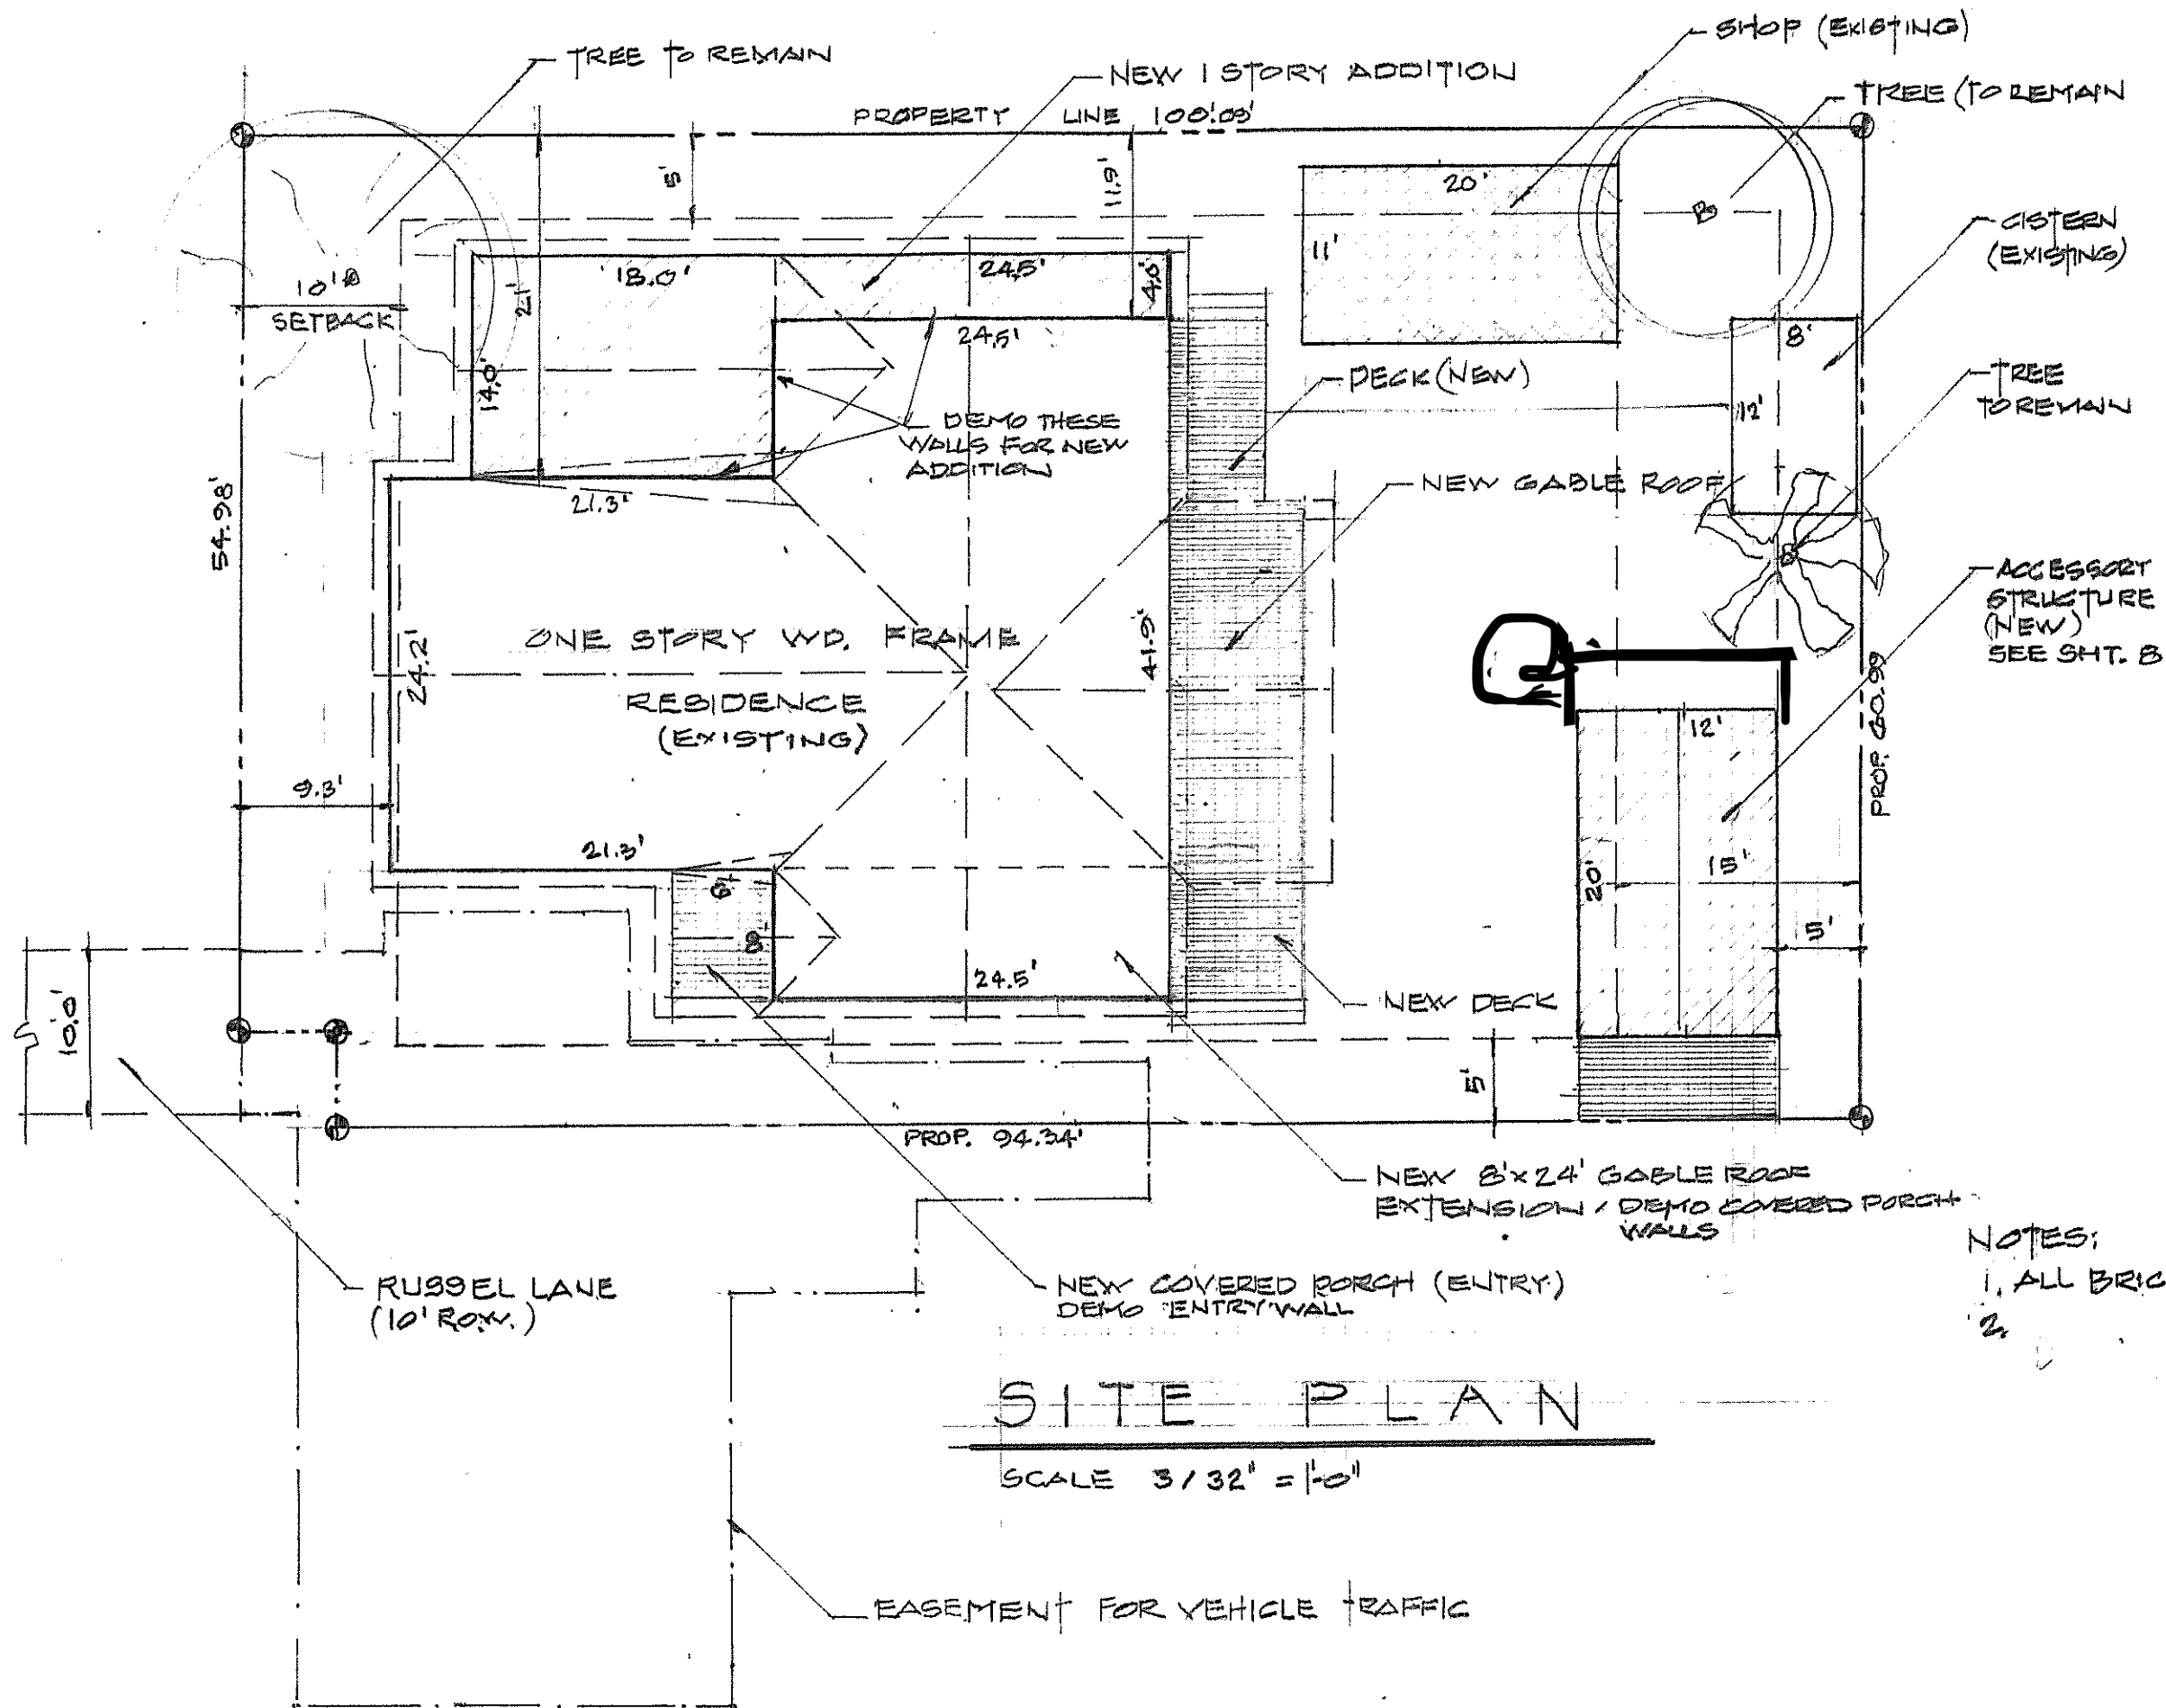 TREE TO REMAIN
NEW 1 STORY ADDITION
SHOP (EXISTING)
TREE (TO REMAIN
PROPERTY LINE 100.09'
5'
11.9'
20'
11'
CISTERN
(EXISTING)
18.0'
24.5'
4.0'
21'
SETBACK
24.5'
8'
14.0'
DECK (NEW)
12'
TREE
TO REMAIN
DEMO THESE
WALLS FOR NEW
ADDITION
21.3'
NEW GABLE ROOF
54.98'
ACCESSORY
STRUCTURE
(NEW)
SEE SHT. 8
24.2'
ONE STORY WD. FRAME
RESIDENCE
(EXISTING)
41.9'
12'
PROP. 60.99
9.3'
21.3'
20'
15'
6'
8'
5'
24.5'
NEW DECK
10.0'
5'
PROP. 94.34'
NEW 8'x24' GABLE ROOF
EXTENSION / DEMO COVERED PORCH
WALLS
RUSSEL LANE
(10' R.O.W.)
NEW COVERED PORCH (ENTRY)
DEMO ENTRY WALL
NOTES:
1. ALL BRIC
2.
SITE PLAN
SCALE 3/32" = 1'-0"
EASEMENT FOR VEHICLE TRAFFIC